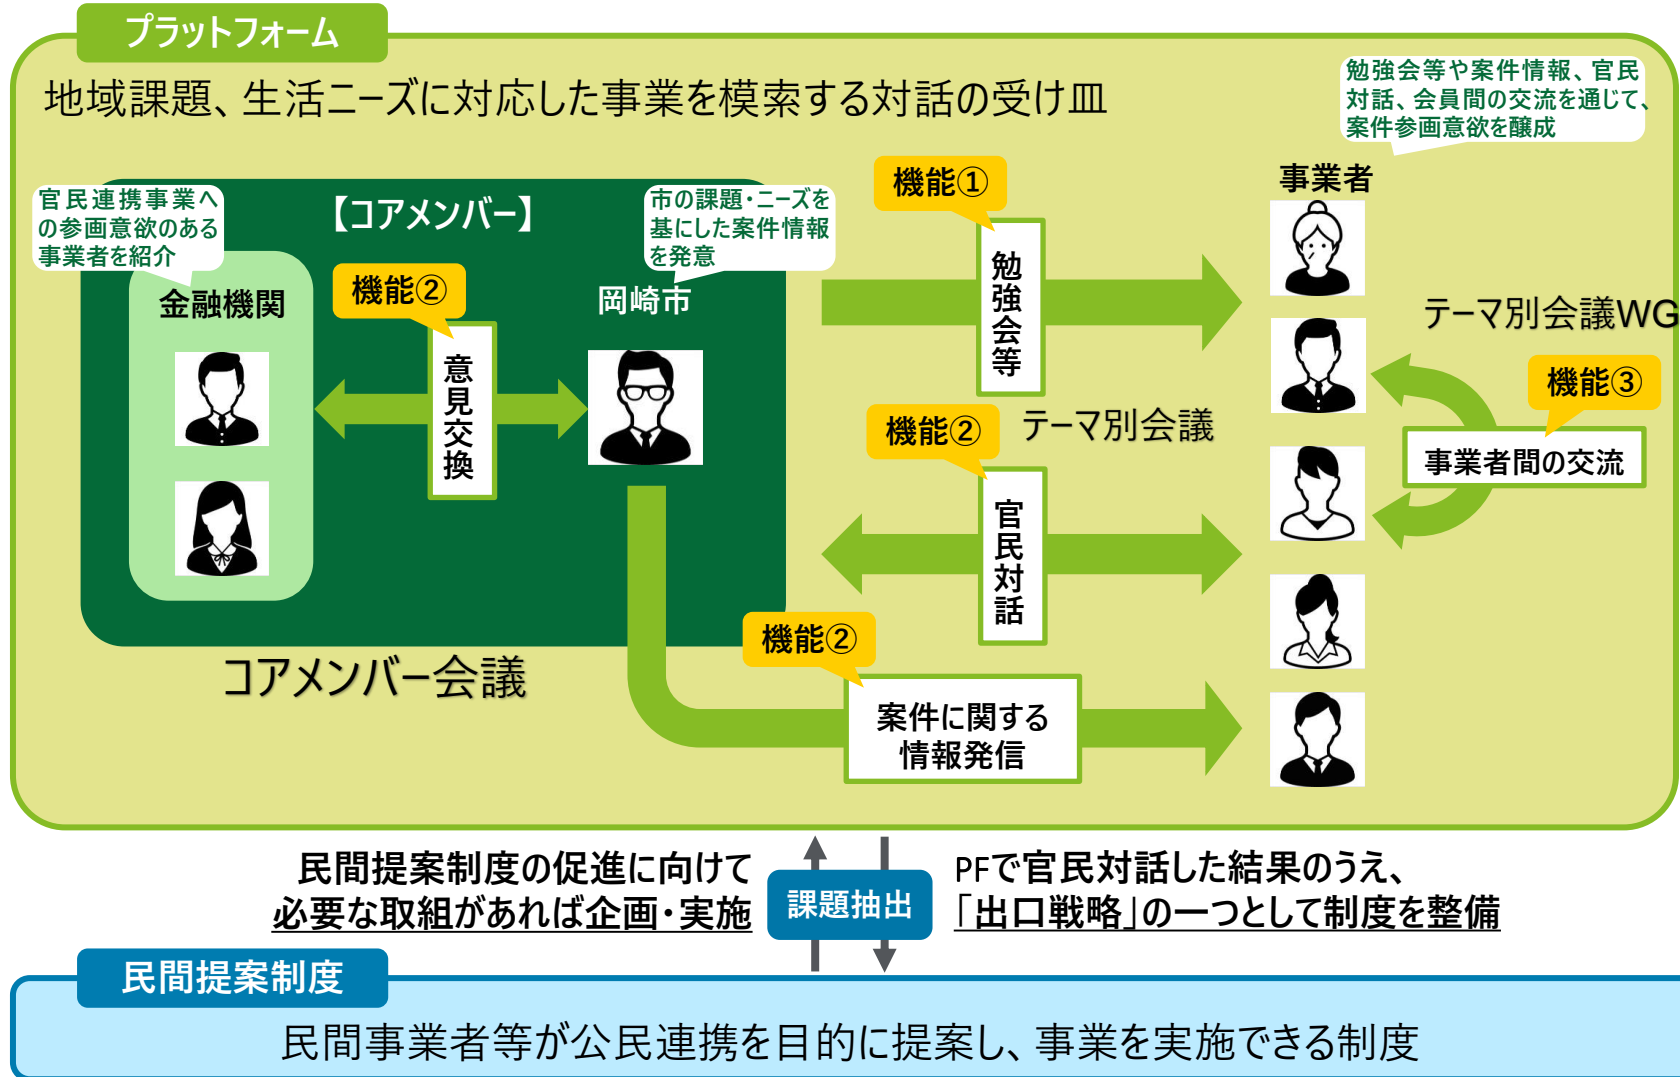 プラットフォーム
地域課題、生活ニーズに対応した事業を模索する対話の受け皿
勉強会等や案件情報、官民
対話、会員間の交流を通じて、
案件参画意欲を醸成
官民連携事業へ
の参画意欲のある
事業者を紹介
【コアメンバー】
市の課題・ニーズを
基にした案件情報
を発意
機能①
事業者
金融機関
機能②
岡崎市
勉強会等
テーマ別会議WG
意見交換
機能③
機能②
テーマ別会議
事業者間の交流
官民対話
機能②
コアメンバー会議
案件に関する
情報発信
民間提案制度の促進に向けて
必要な取組があれば企画・実施
課題抽出
PFで官民対話した結果のうえ、
「出口戦略」の一つとして制度を整備
民間提案制度
民間事業者等が公民連携を目的に提案し、事業を実施できる制度